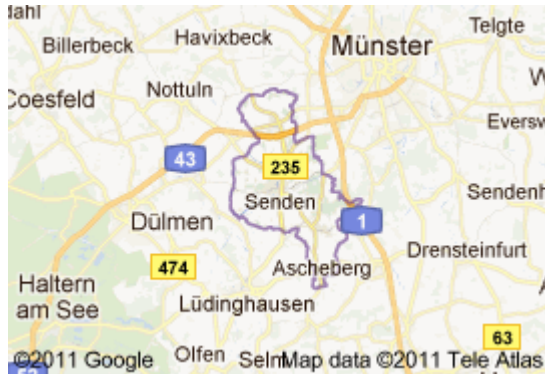 dahl
Billerbeck
Havixbeck
Telgte
Münster
Coesfeld
Nottuln
W
Eversw
43
235
Senden
Sendenh
Dülmen
1
Drensteinfurt
474
Ascheberg
Haltern
am See
Lüdinghausen
A
63
Olfen
©2011 Google
Map data ©2011 Tele Atlas